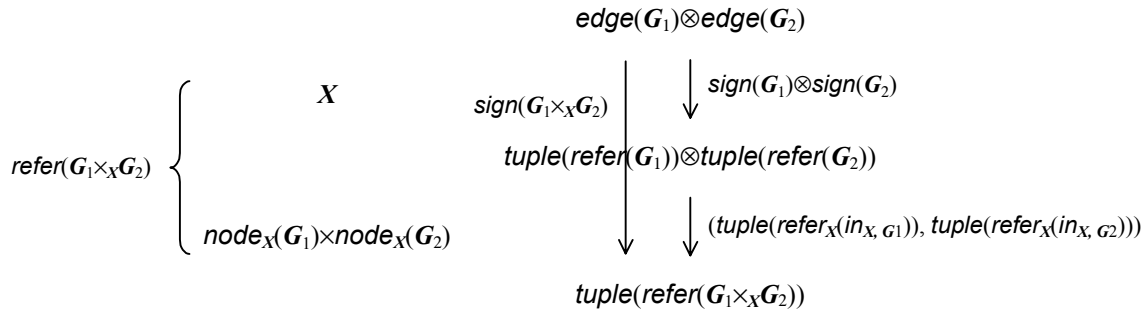 edge(G₁)⊗edge(G₂)
sign(G₁)⊗sign(G₂)
X
sign(G₁×ₓG₂)
tuple(refer(G₁))⊗tuple(refer(G₂))
refer(G₁×ₓG₂)
nodeₓ(G₁)×nodeₓ(G₂)
(tuple(referₓ(inₓ, G₁)), tuple(referₓ(inₓ, G₂)))
tuple(refer(G₁×ₓG₂))